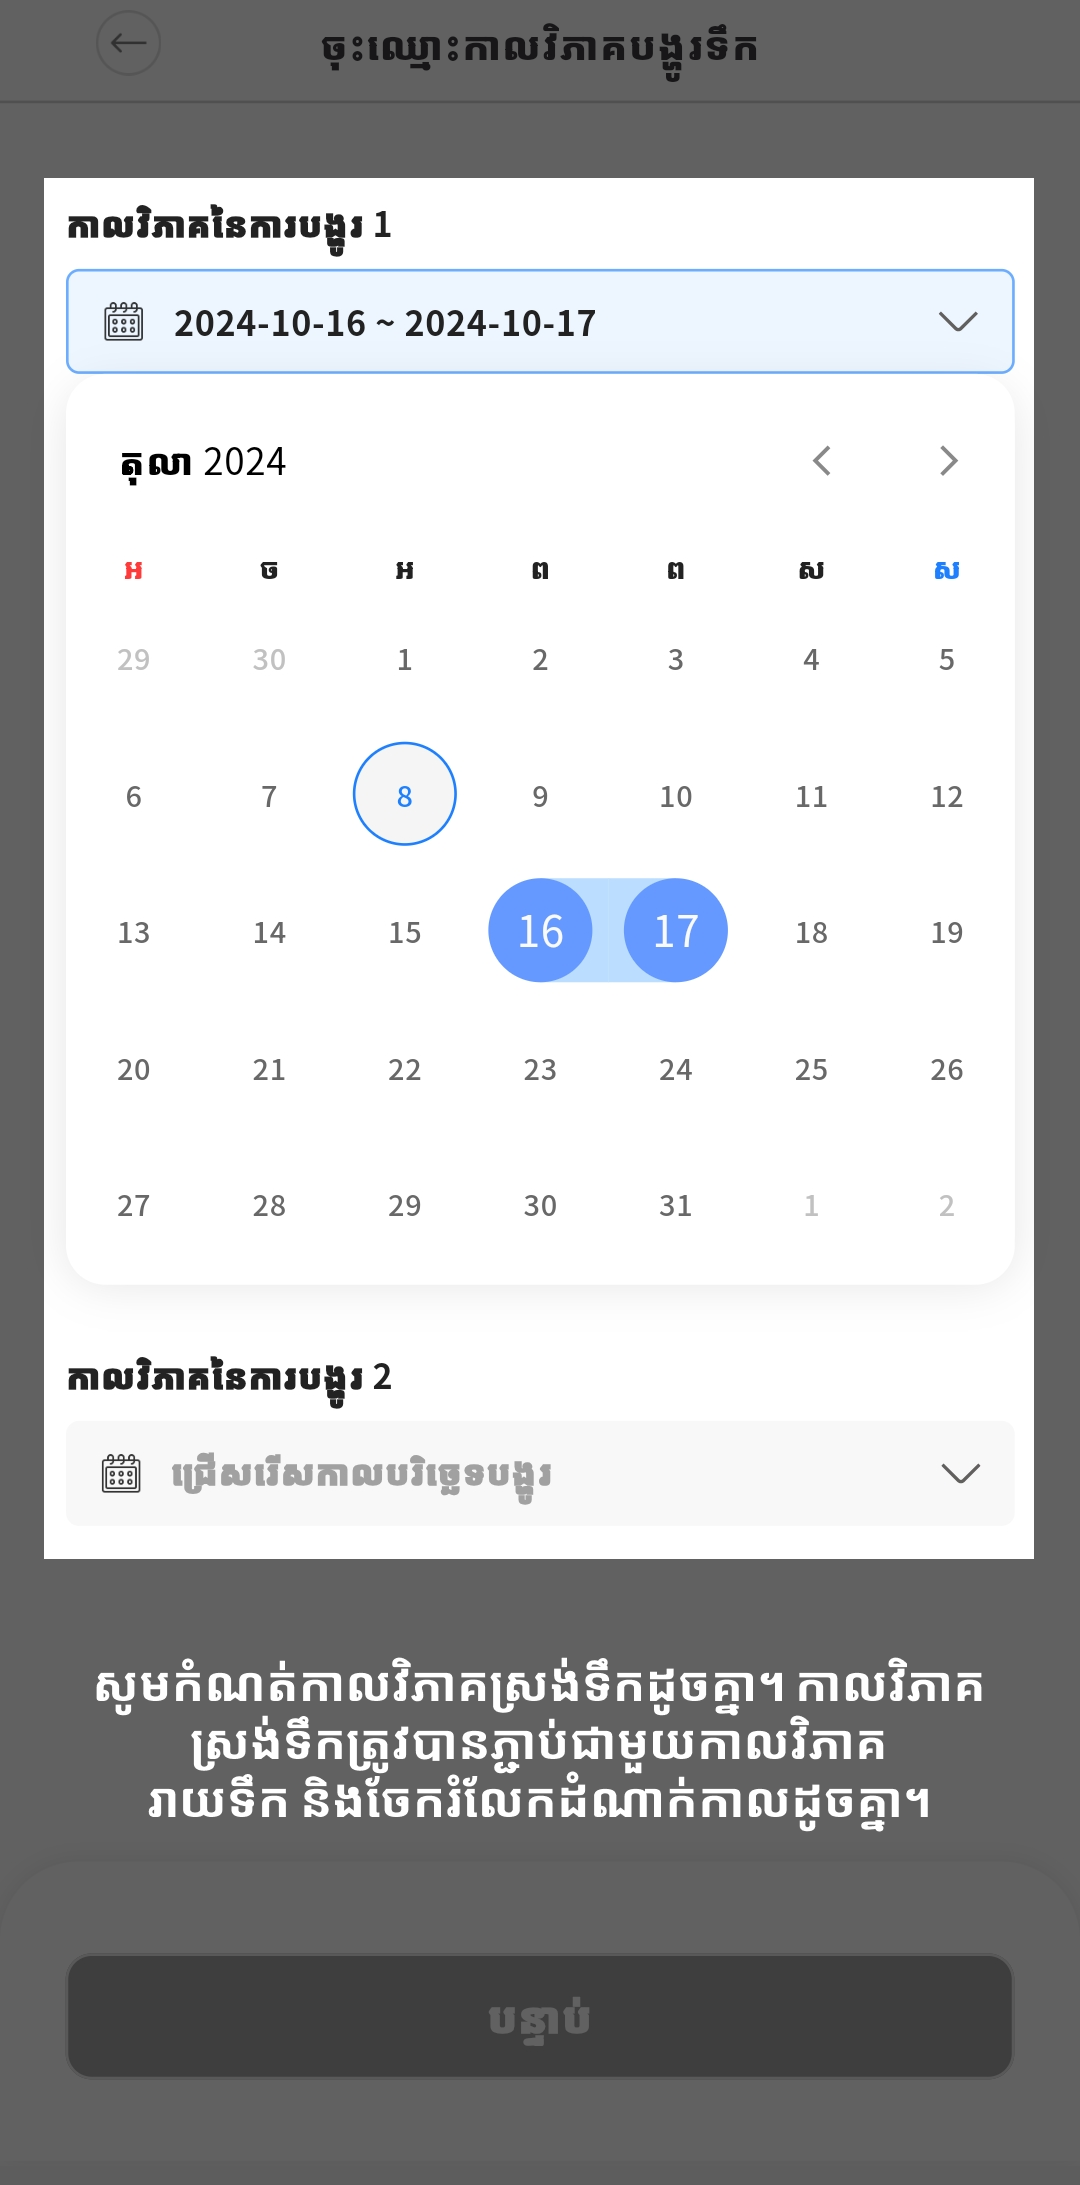 ចុះឈ្មោះកាលវិភាគបង្ហូរទឹក
កាលវិភាគនៃការបង្ហូរ 1
2024-10-16 ~ 2024-10-17
តុលា 2024
អ ច អ ព ព ស ស
29 30 1 2 3 4 5
6 7 8 9 10 11 12
13 14 15 16 17 18 19
20 21 22 23 24 25 26
27 28 29 30 31 1 2
កាលវិភាគនៃការបង្ហូរ 2
ជ្រើសរើសកាលបរិច្ឆេទបង្ហូរ
សូមកំណត់កាលវិភាគស្រង់ទឹកដូចគ្នា។ កាលវិភាគ
ស្រង់ទឹកត្រូវបានភ្ជាប់ជាមួយកាលវិភាគ
រាយទឹក និងចែករំលែកដំណាក់កាលដូចគ្នា។
បន្ទាប់